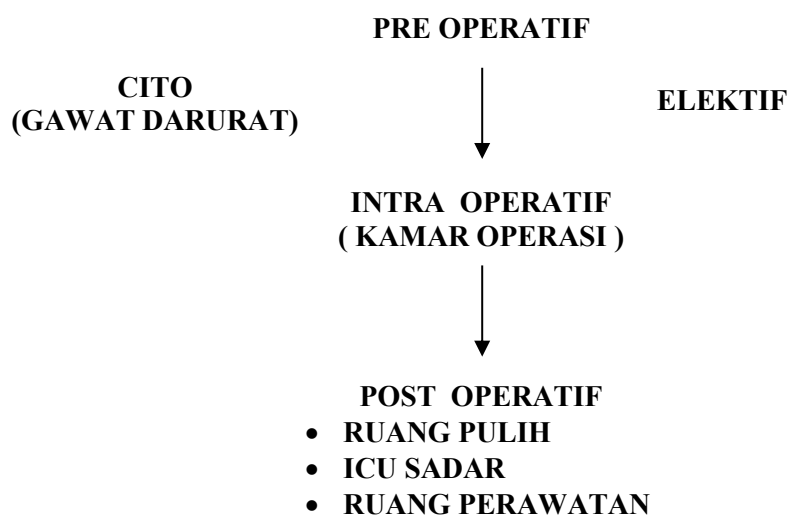 PRE OPERATIF
CITO
(GAWAT DARURAT)
ELEKTIF
INTRA OPERATIF
( KAMAR OPERASI )
POST OPERATIF
• RUANG PULIH
• ICU SADAR
• RUANG PERAWATAN